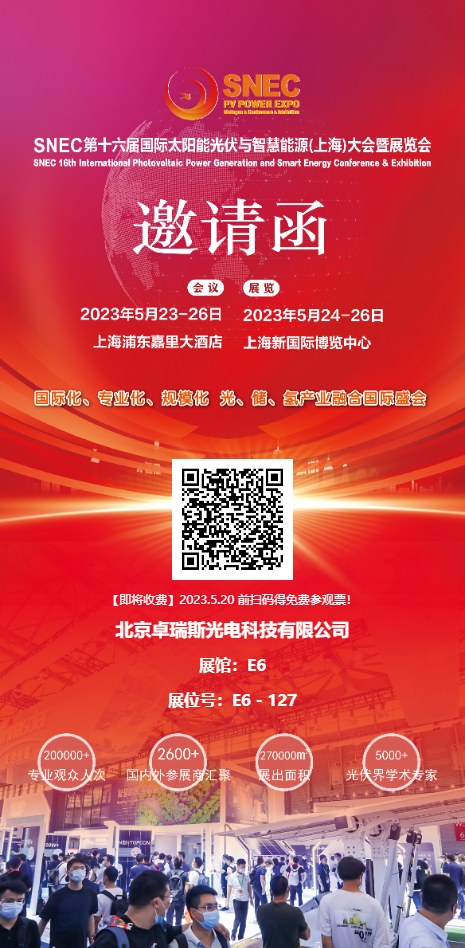 SNEC
PV POWER EXPO
SNEC第十六届国际太阳能光伏与智慧能源(上海)大会暨展览会
SNEC 16th International Photovoltaic Power Generation and Smart Energy Conference & Exhibition
邀请函
会议 展览
2023年5月23-26日 2023年5月24-26日
上海浦东嘉里大酒店 上海新国际博览中心
国际化、专业化、规模化 光、储、氢产业融合国际盛会
【即将收费】2023.5.20 前扫码得免费参观票!
北京卓瑞斯光电科技有限公司
展馆：E6
展位号：E6 - 127
200000+ 2600+ 270000㎡ 5000+
专业观众人次 国内外参展商汇聚 展出面积 光伏界学术专家